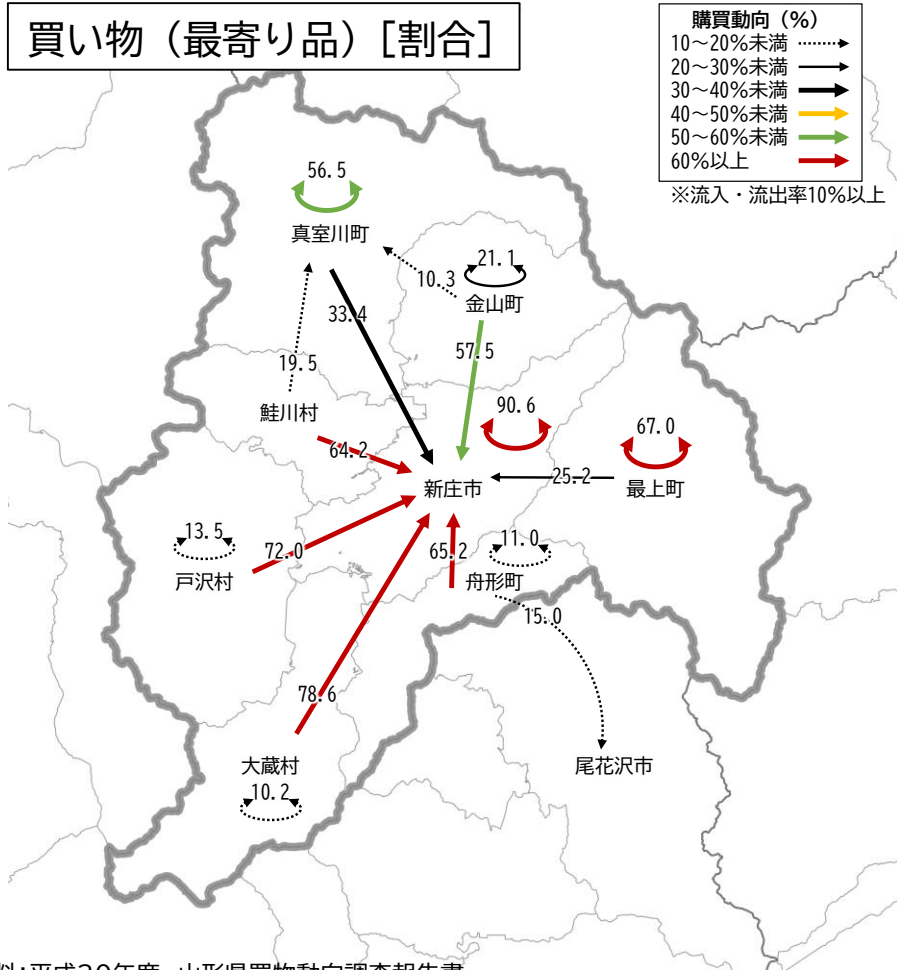 買い物（最寄り品）［割合］
購買動向（%）
10～20%未満
20～30%未満
30～40%未満
40～50%未満
50～60%未満
60%以上
※流入・流出率10%以上
56.5
真室川町
21.1
10.3
金山町
33.4
57.5
19.5
鮭川村
90.6
67.0
64.2
新庄市
25.2
最上町
13.5
72.0
戸沢村
65.2
11.0
舟形町
15.0
78.6
大蔵村
10.2
尾花沢市